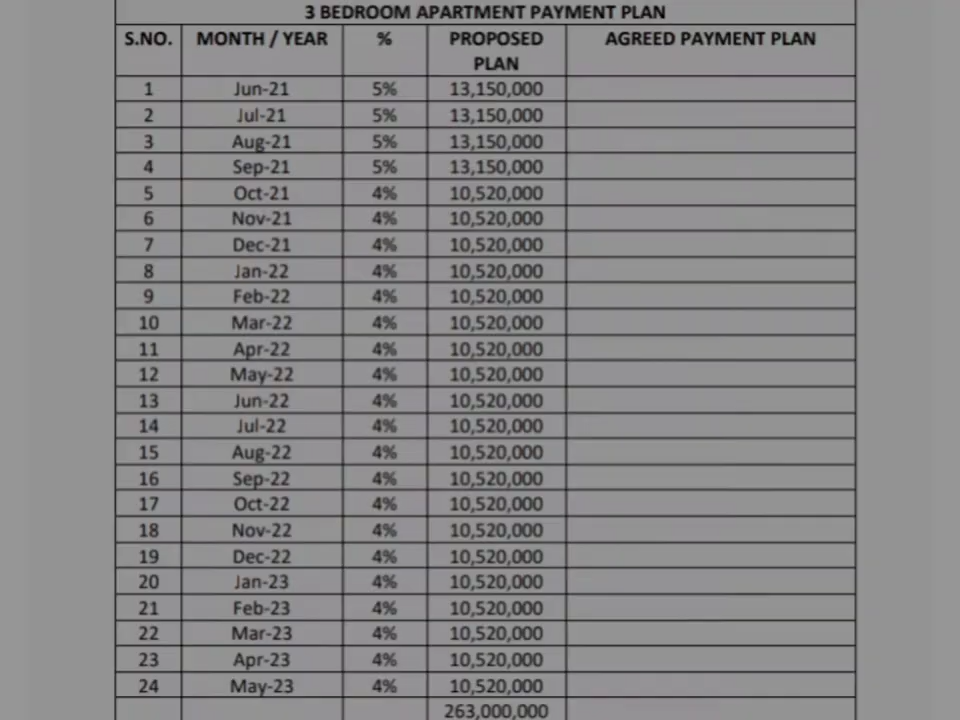 3 BEDROOM APARTMENT PAYMENT PLAN
S.NO. MONTH / YEAR % PROPOSED PLAN AGREED PAYMENT PLAN
1 Jun-21 5% 13,150,000
2 Jul-21 5% 13,150,000
3 Aug-21 5% 13,150,000
4 Sep-21 5% 13,150,000
5 Oct-21 4% 10,520,000
6 Nov-21 4% 10,520,000
7 Dec-21 4% 10,520,000
8 Jan-22 4% 10,520,000
9 Feb-22 4% 10,520,000
10 Mar-22 4% 10,520,000
11 Apr-22 4% 10,520,000
12 May-22 4% 10,520,000
13 Jun-22 4% 10,520,000
14 Jul-22 4% 10,520,000
15 Aug-22 4% 10,520,000
16 Sep-22 4% 10,520,000
17 Oct-22 4% 10,520,000
18 Nov-22 4% 10,520,000
19 Dec-22 4% 10,520,000
20 Jan-23 4% 10,520,000
21 Feb-23 4% 10,520,000
22 Mar-23 4% 10,520,000
23 Apr-23 4% 10,520,000
24 May-23 4% 10,520,000
263,000,000